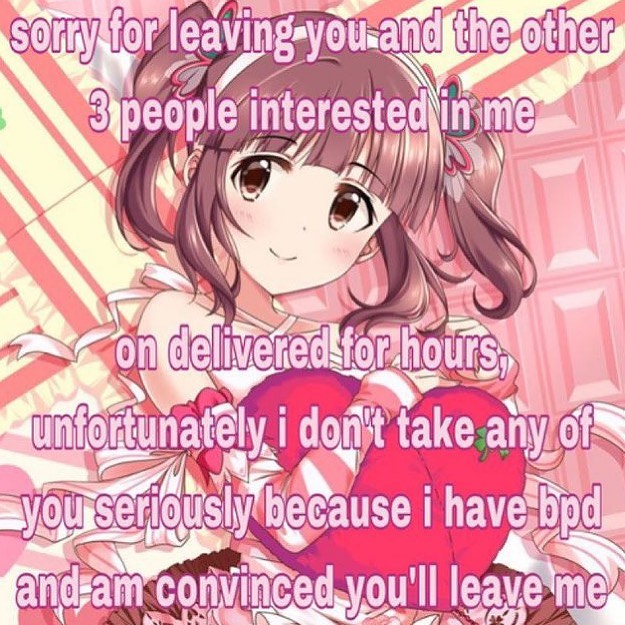 sorry for leaving you and the other
3 people interested in me
on delivered for hours,
unfortunately i don't take any of
you seriously because i have bpd
and am convinced you'll leave me